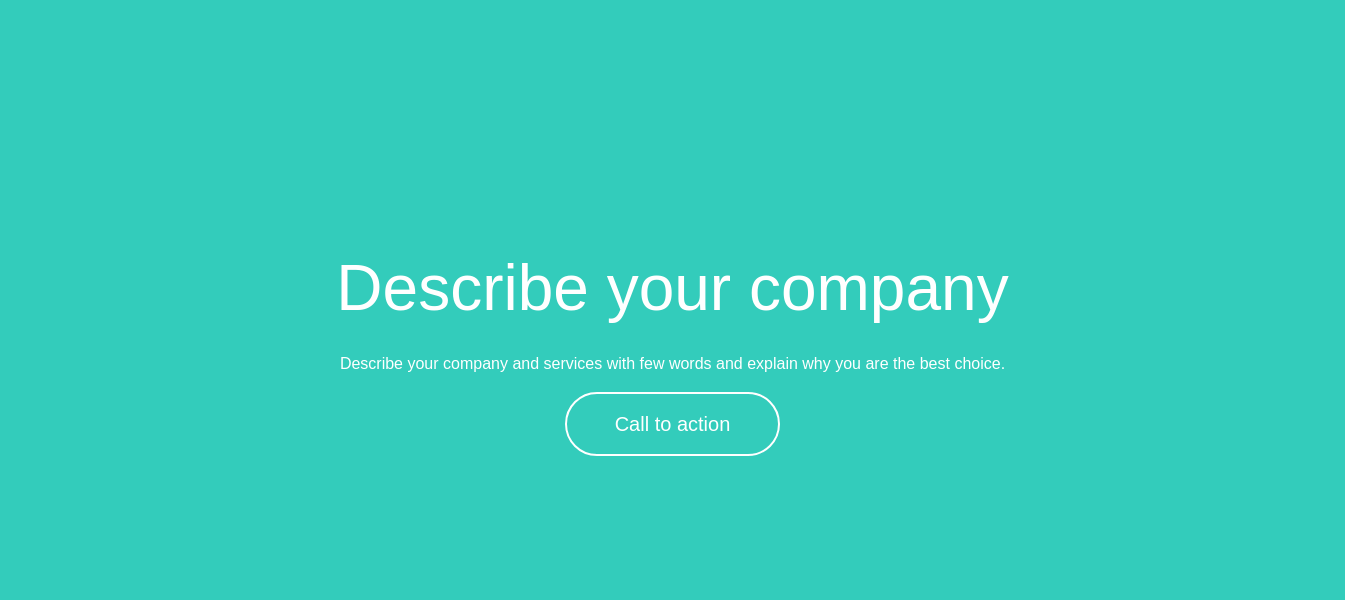 Describe your company
Describe your company and services with few words and explain why you are the best choice.
Call to action